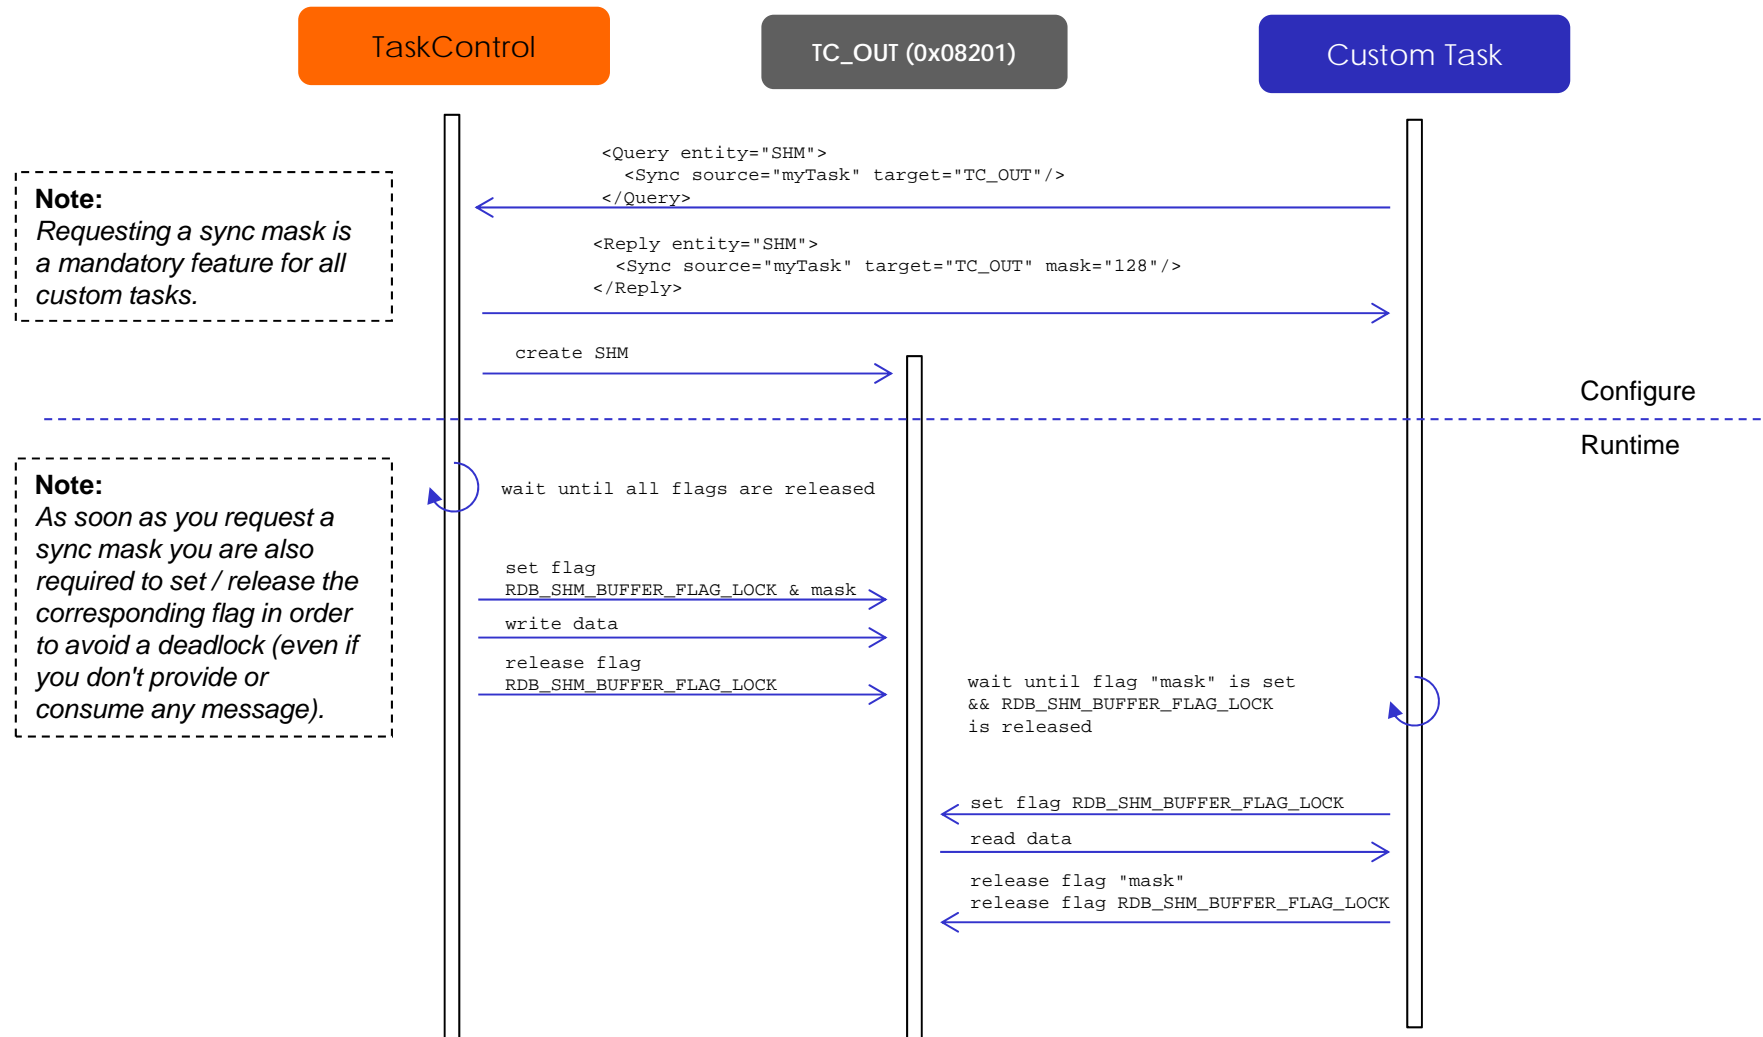 TaskControl
TC_OUT (0x08201)
Custom Task
<Query entity="SHM">
<Sync source="myTask" target="TC_OUT"/>
</Query>
Note:
Requesting a sync mask is
a mandatory feature for all
custom tasks.
<Reply entity="SHM">
<Sync source="myTask" target="TC_OUT" mask="128"/>
</Reply>
create SHM
Configure
Runtime
Note:
As soon as you request a
sync mask you are also
required to set / release the
corresponding flag in order
to avoid a deadlock (even if
you don't provide or
consume any message).
wait until all flags are released
set flag
RDB_SHM_BUFFER_FLAG_LOCK & mask
write data
release flag
RDB_SHM_BUFFER_FLAG_LOCK
wait until flag "mask" is set
&& RDB_SHM_BUFFER_FLAG_LOCK
is released
set flag RDB_SHM_BUFFER_FLAG_LOCK
read data
release flag "mask"
release flag RDB_SHM_BUFFER_FLAG_LOCK